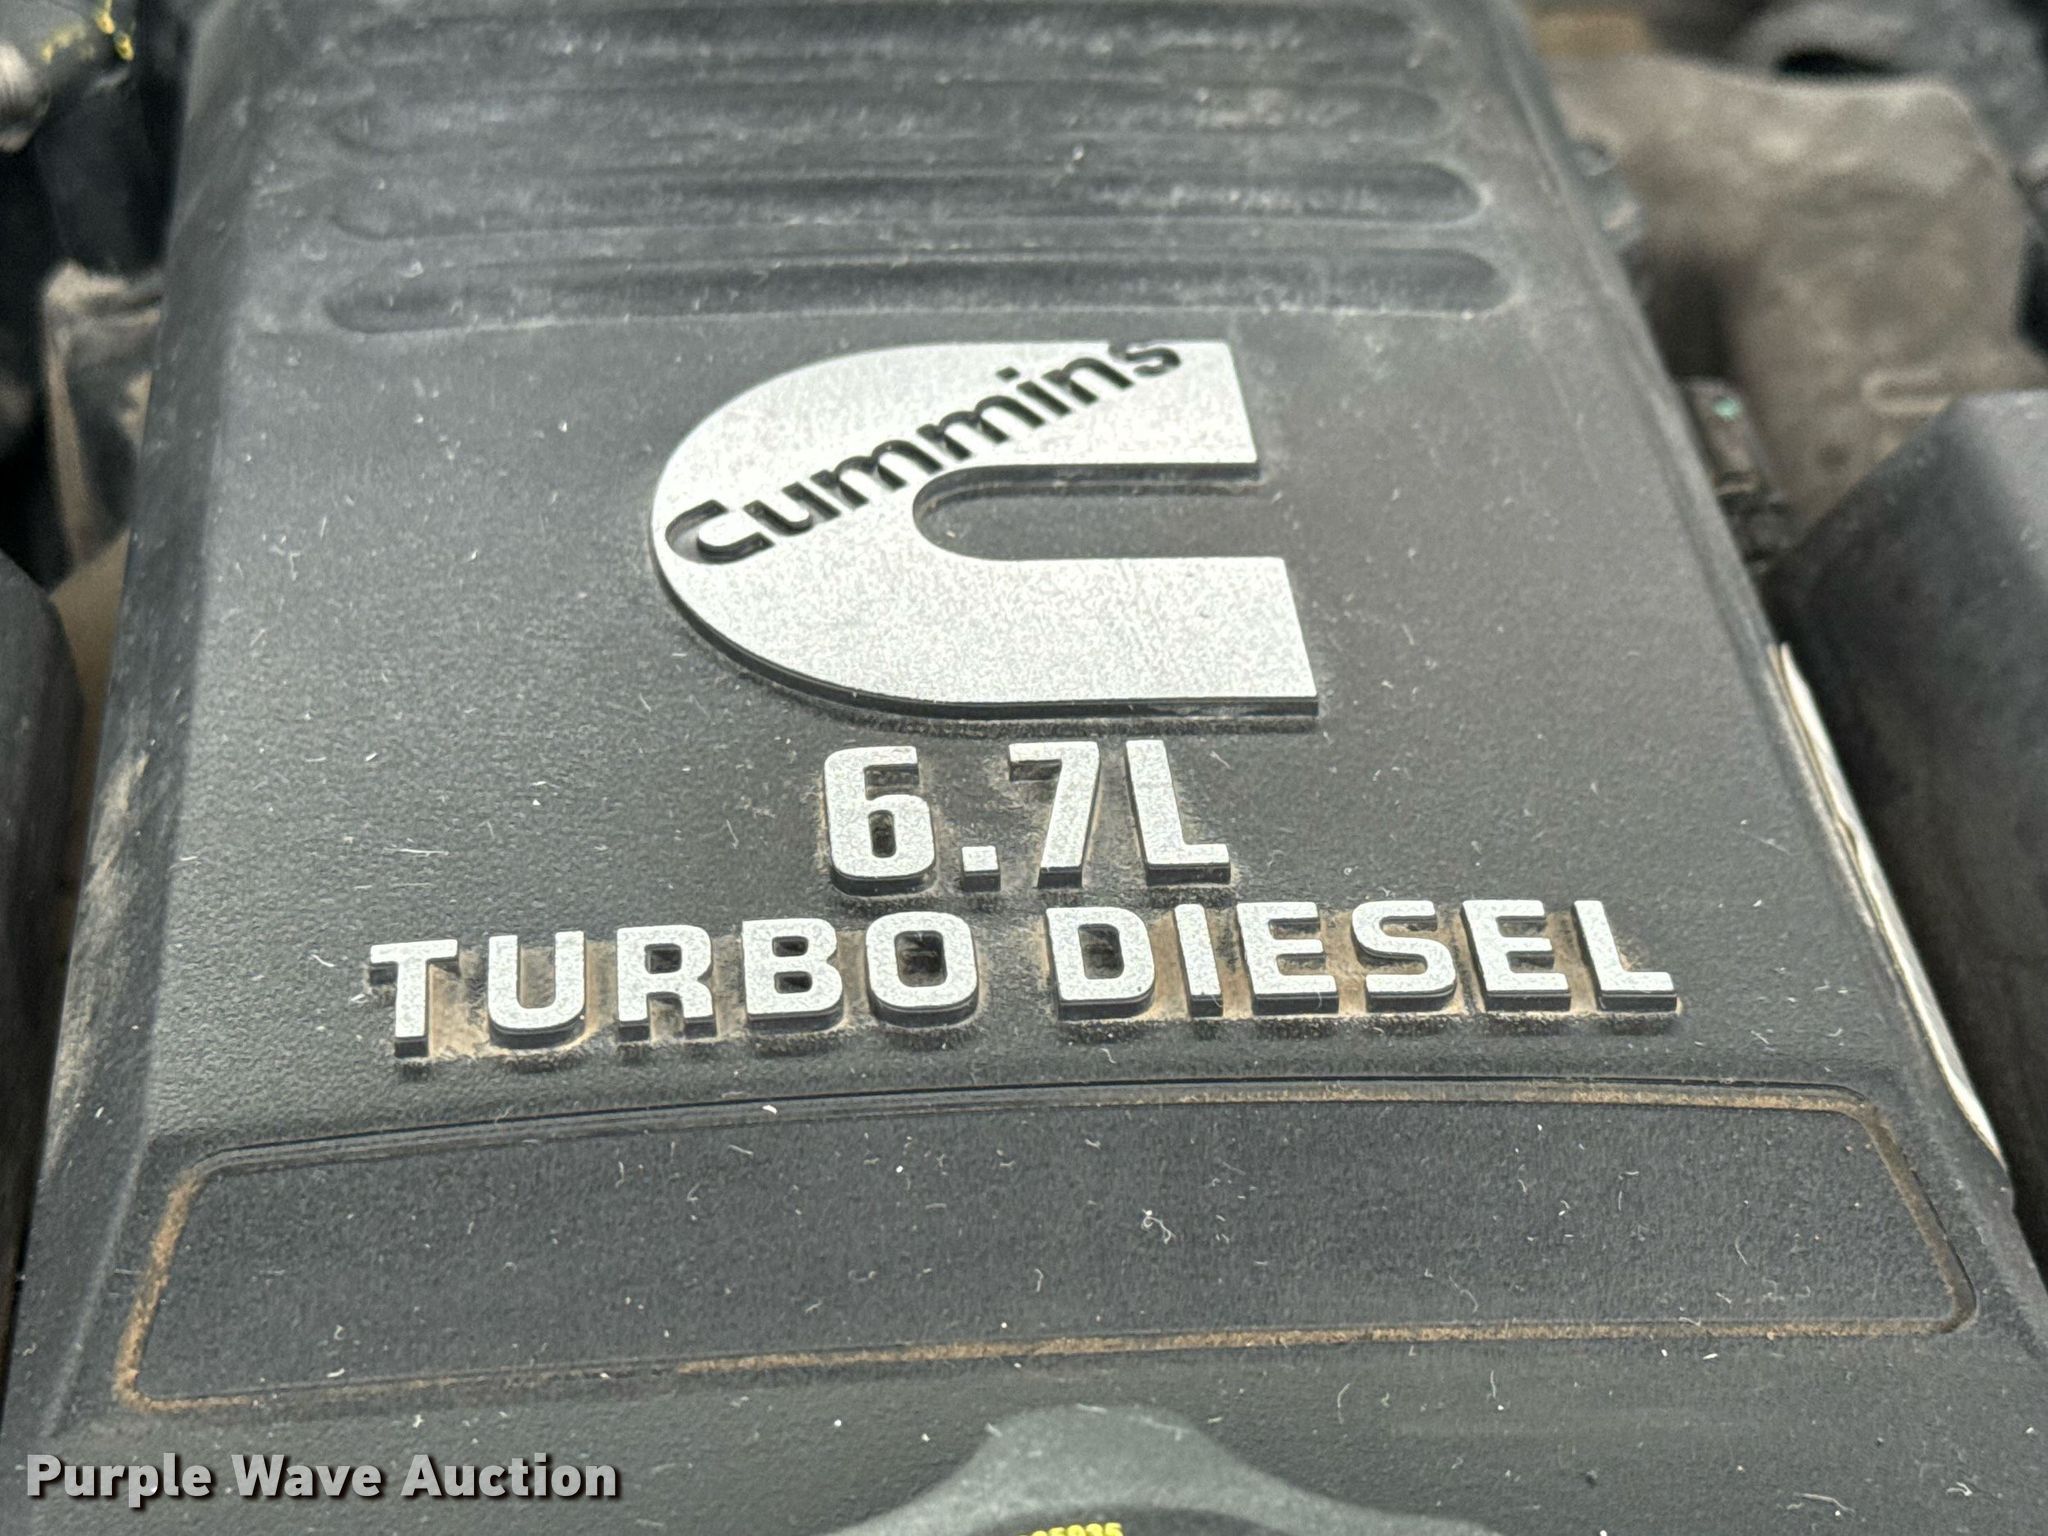 Cummins
6.7L
TURBO DIESEL
Purple Wave Auction